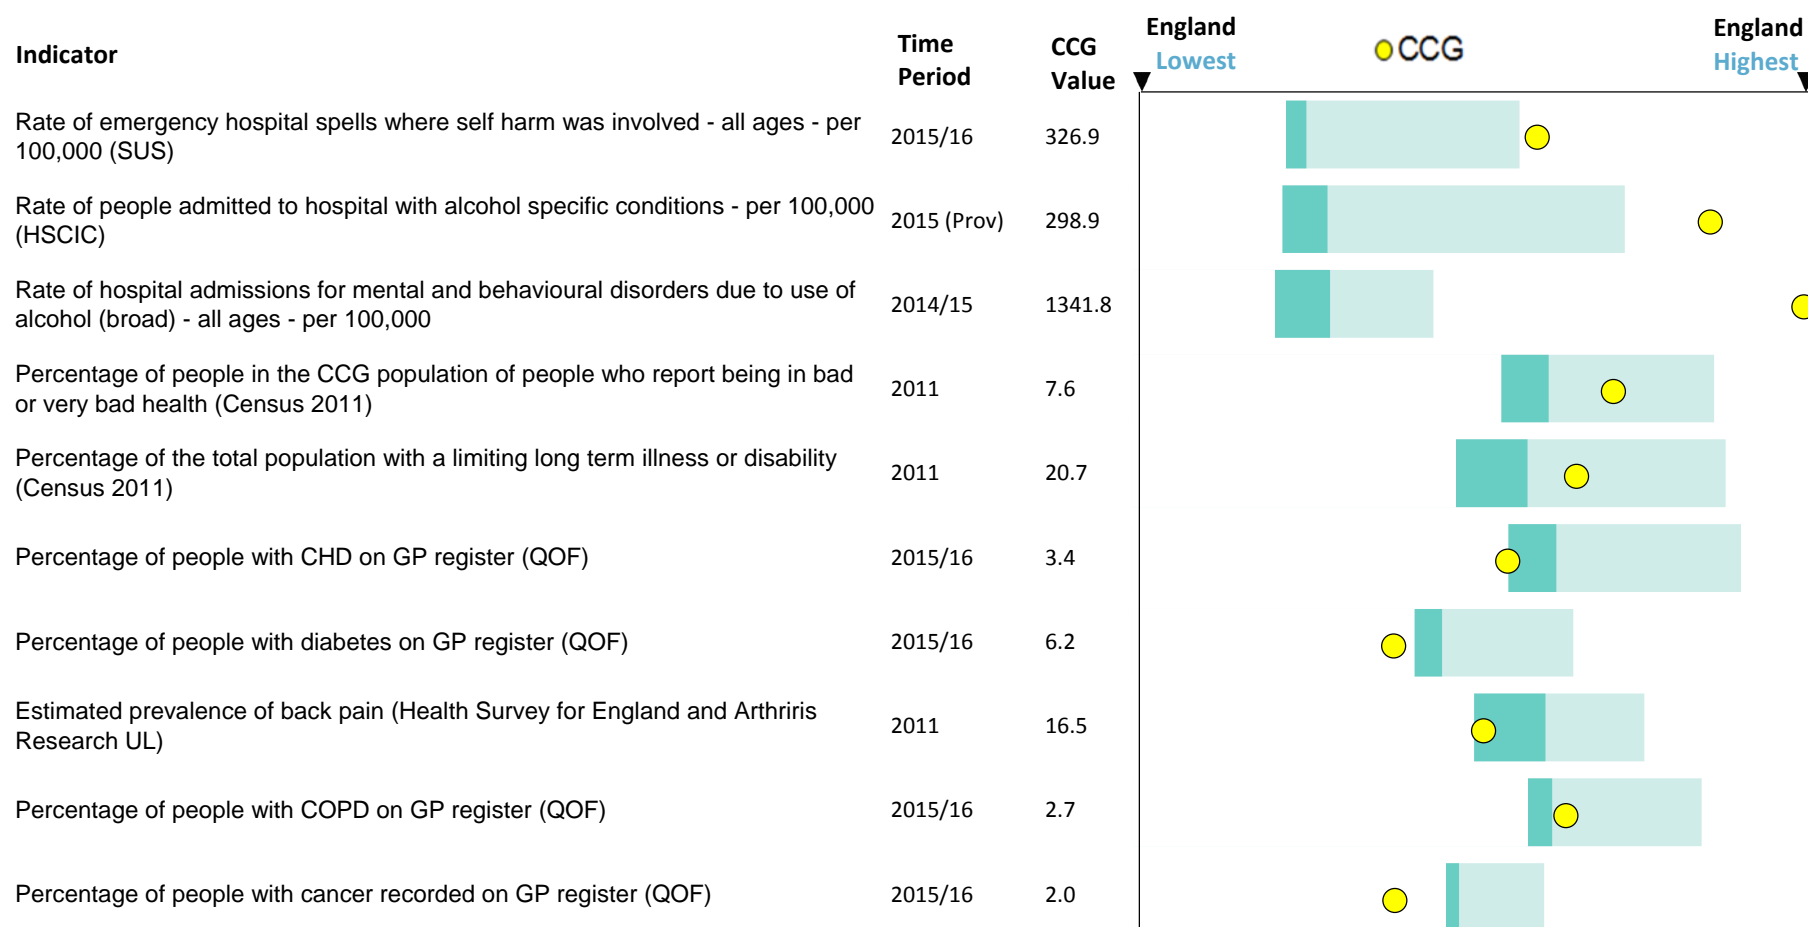 Indicator
Time
Period
CCG
Value
England
Lowest
CCG
England
Highest
Rate of emergency hospital spells where self harm was involved - all ages - per
100,000 (SUS)
2015/16
326.9
Rate of people admitted to hospital with alcohol specific conditions - per 100,000
(HSCIC)
2015 (Prov)
298.9
Rate of hospital admissions for mental and behavioural disorders due to use of
alcohol (broad) - all ages - per 100,000
2014/15
1341.8
Percentage of people in the CCG population of people who report being in bad
or very bad health (Census 2011)
2011
7.6
Percentage of the total population with a limiting long term illness or disability
(Census 2011)
2011
20.7
Percentage of people with CHD on GP register (QOF)
2015/16
3.4
Percentage of people with diabetes on GP register (QOF)
2015/16
6.2
Estimated prevalence of back pain (Health Survey for England and Arthriris
Research UL)
2011
16.5
Percentage of people with COPD on GP register (QOF)
2015/16
2.7
Percentage of people with cancer recorded on GP register (QOF)
2015/16
2.0